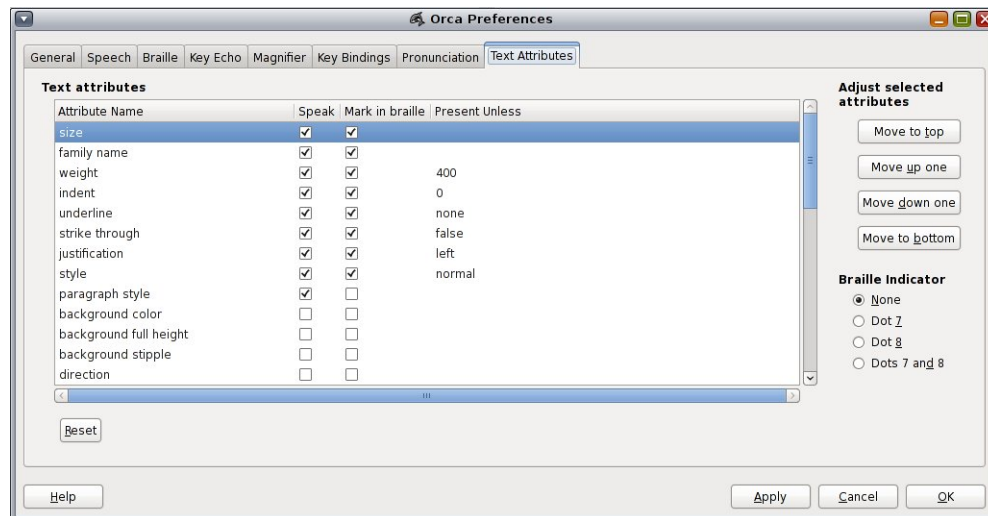 Orca Preferences
General Speech Braille Key Echo Magnifier Key Bindings Pronunciation Text Attributes
Text attributes
Attribute Name Speak Mark in braille Present Unless
size
family name
weight 400
indent 0
underline none
strike through false
justification left
style normal
paragraph style
background color
background full height
background stipple
direction
Reset
Adjust selected
attributes
Move to top
Move up one
Move down one
Move to bottom
Braille Indicator
None
Dot 7
Dot 8
Dots 7 and 8
Help Apply Cancel OK